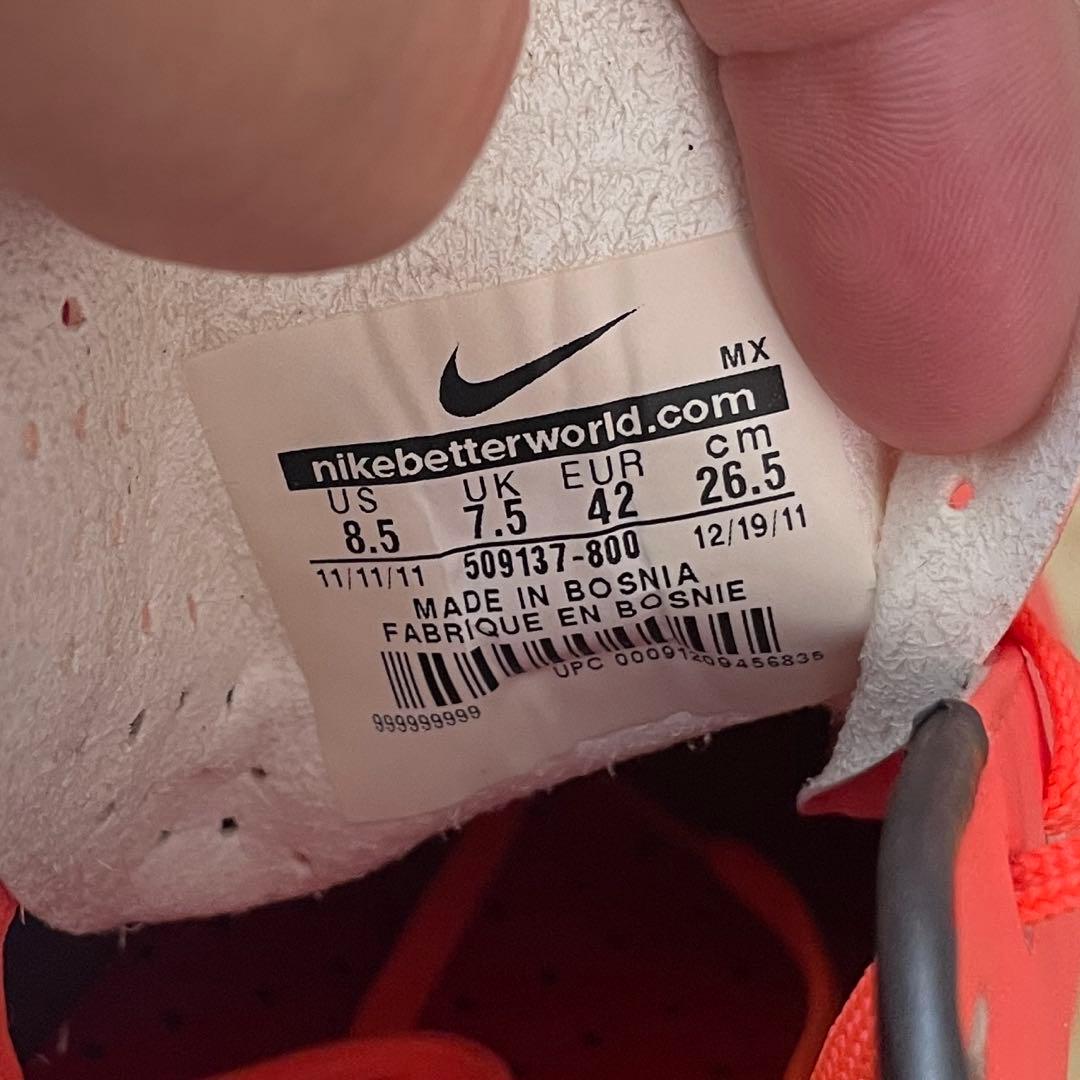 MX
nikebetterworld.com
US UK EUR cm
8.5 7.5 42 26.5
11/11/11 509137-800 12/19/11
MADE IN BOSNIA
FABRIQUE EN BOSNIE
UPC 00091209456835
999999999